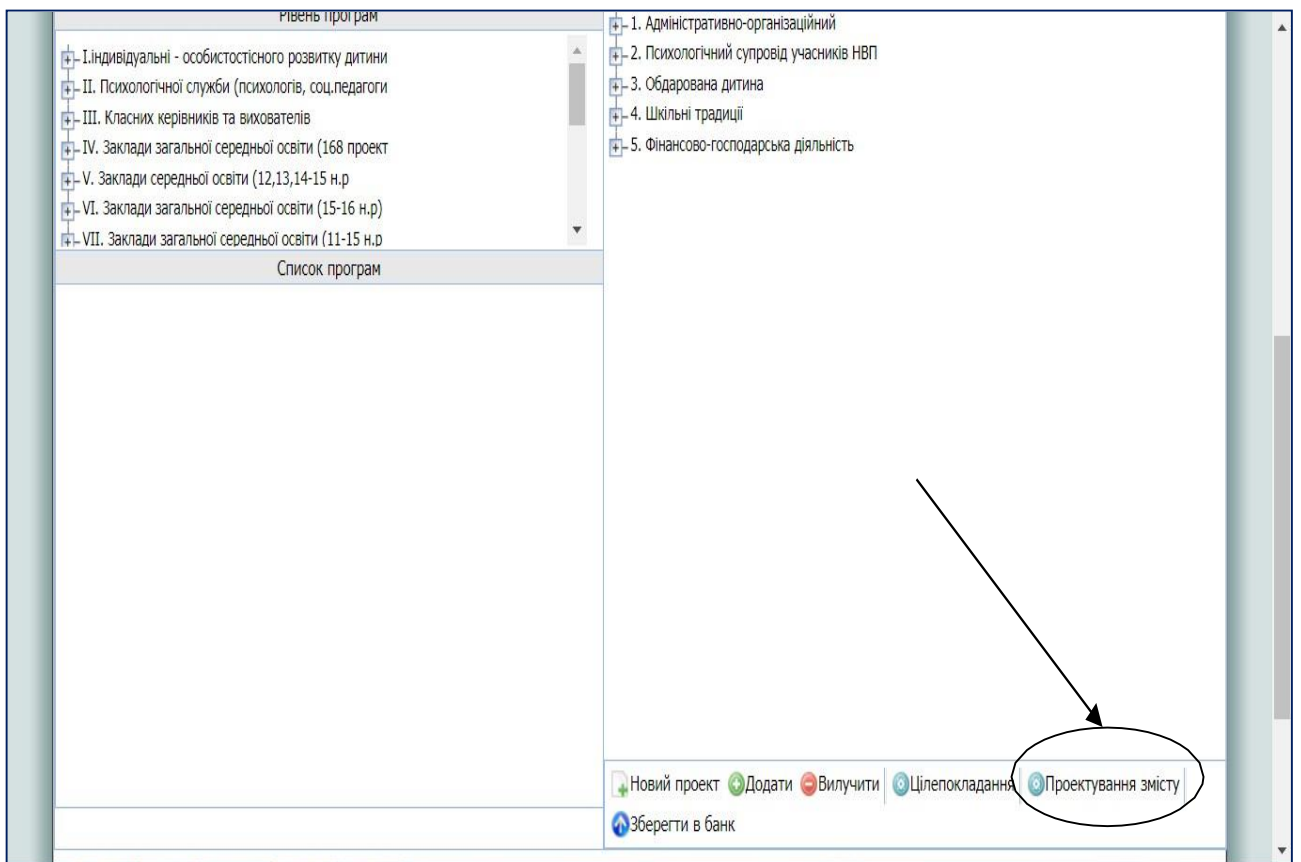 Рівень програм
І.індивідуальні - особистостісного розвитку дитини
ІІ. Психологічної служби (психологів, соц.педагоги
ІІІ. Класних керівників та вихователів
IV. Заклади загальної середньої освіти (168 проект
V. Заклади середньої освіти (12,13,14-15 н.р
VI. Заклади загальної середньої освіти (15-16 н.р)
VII. Заклади загальної середньої освіти (11-15 н.р
Список програм
1. Адміністративно-організаційний
2. Психологічний супровід учасників НВП
3. Обдарована дитина
4. Шкільні традиції
5. Фінансово-господарська діяльність
Новий проект Додати Вилучити Цілепокладання Проектування змісту
Зберегти в банк